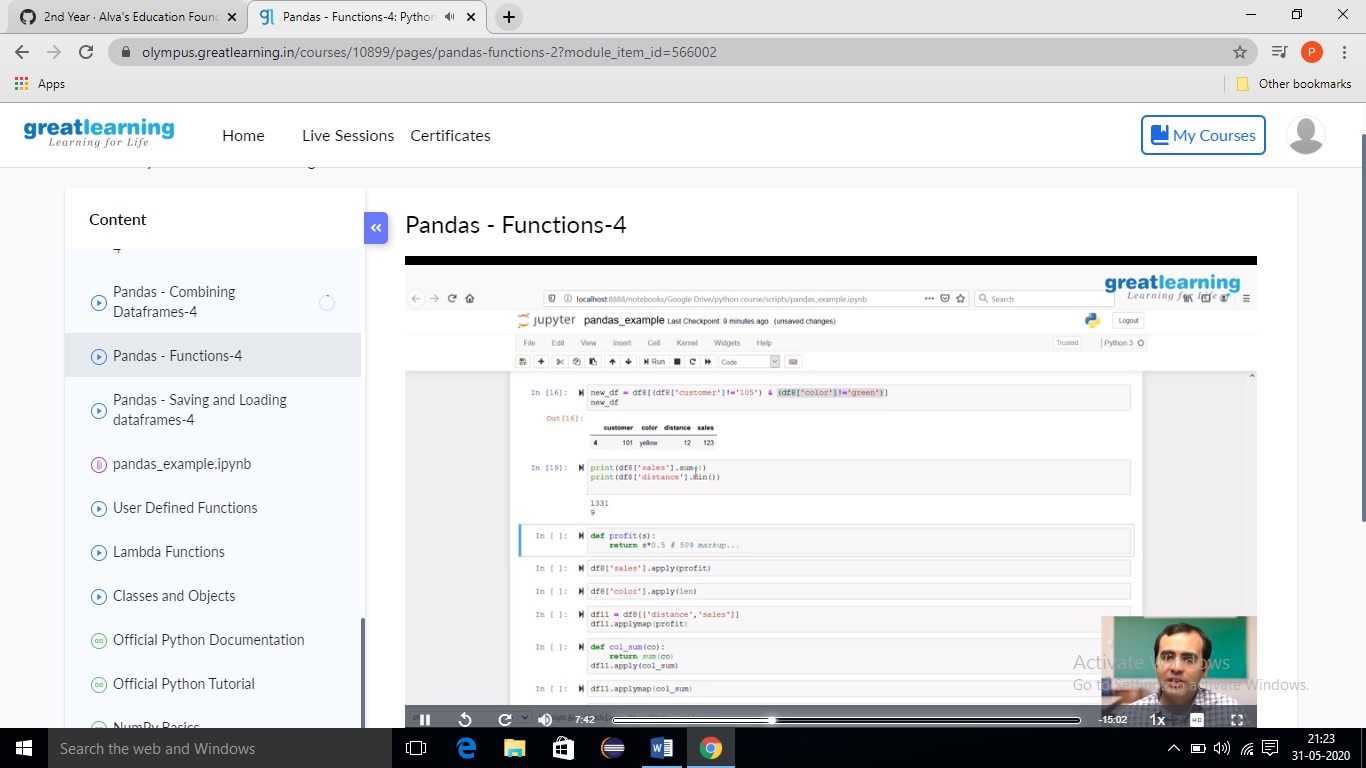 2nd Year · Alva's Education Foun
Pandas - Functions-4: Python
olympus.greatlearning.in/courses/10899/pages/pandas-functions-2?module_item_id=566002
P
Apps
Other bookmarks
greatlearning
Learning for Life
Home
Live Sessions
Certificates
My Courses
Content
Pandas - Combining
Dataframes-4
Pandas - Functions-4
Pandas - Saving and Loading
dataframes-4
pandas_example.ipynb
User Defined Functions
Lambda Functions
Classes and Objects
Official Python Documentation
Official Python Tutorial
NumPy Basics
Pandas - Functions-4
greatlearning
Learning for Life
localhost:8888/notebooks/Google Drive/python course/scripts/pandas_example.ipynb
Search
jupyter pandas_example Last Checkpoint: 9 minutes ago (unsaved changes)
Logout
File Edit View Insert Cell Kernel Widgets Help
Trusted
Python 3
Run
Code
In [16]:
new_df = df8[(df8['customer']!='105') & (df8['color']!='green')]
new_df
Out[16]:
customer color distance sales
4 101 yellow 12 123
In [19]:
print(df8['sales'].sum())
print(df8['distance'].min())
1331
9
In [ ]:
def profit(s):
return s*0.5 # 50% markup...
In [ ]:
df8['sales'].apply(profit)
In [ ]:
df8['color'].apply(len)
In [ ]:
df11 = df8[['distance','sales']]
df11.applymap(profit)
In [ ]:
def col_sum(co):
return sum(co)
df11.apply(col_sum)
In [ ]:
df11.applymap(col_sum)
Activate Windows
Go to Settings to activate Windows.
7:42
-15:02
1x
HD
Search the web and Windows
21:23
31-05-2020